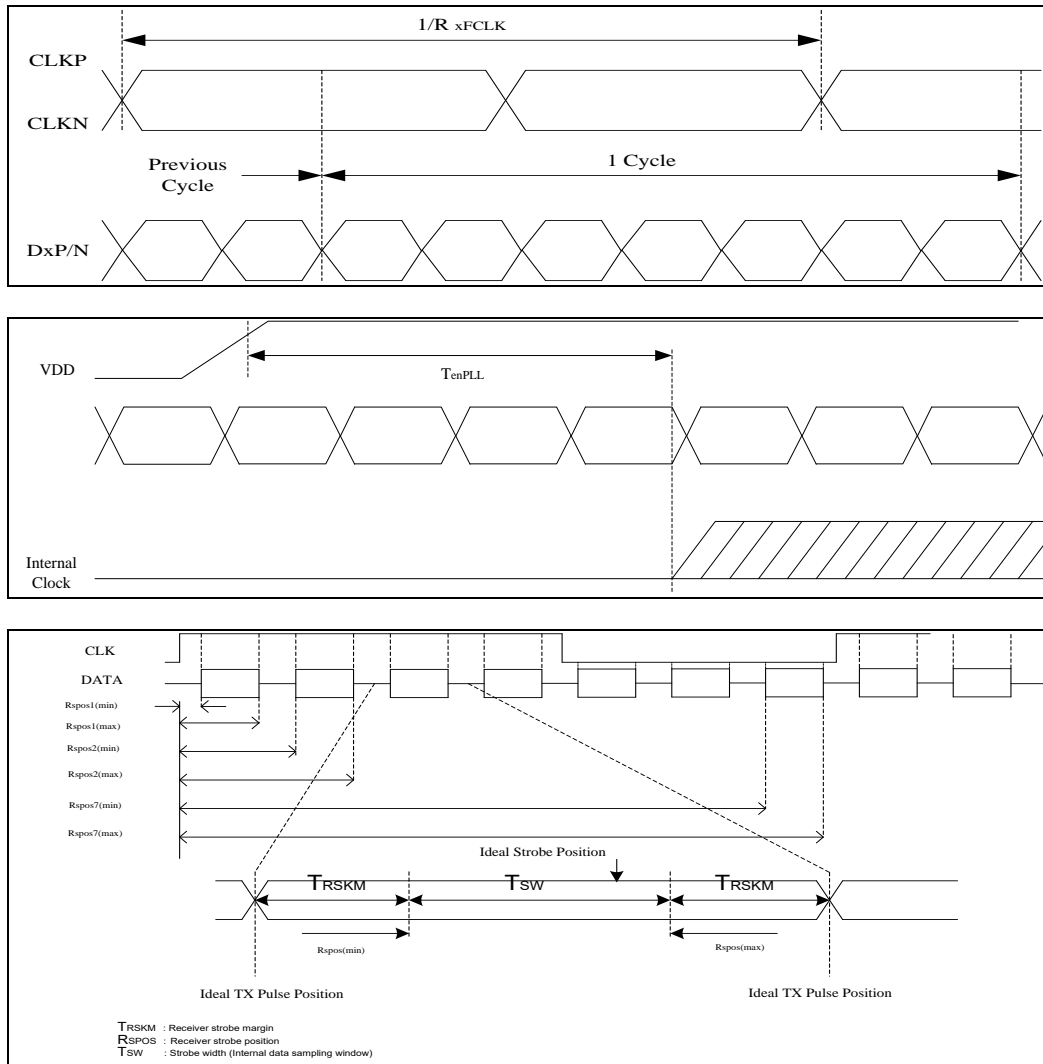 1/R xFCLK
CLKP
CLKN
Previous
Cycle
1 Cycle
DxP/N
VDD
TenPLL
Internal
Clock
CLK
DATA
Rspos1(min)
Rspos1(max)
Rspos2(min)
Rspos2(max)
Rspos7(min)
Rspos7(max)
Ideal Strobe Position
TRSKM
TSW
TRSKM
Rspos(min)
Rspos(max)
Ideal TX Pulse Position
Ideal TX Pulse Position
TRSKM : Receiver strobe margin
RSPOS : Receiver strobe position
TSW : Strobe width (Internal data sampling window)